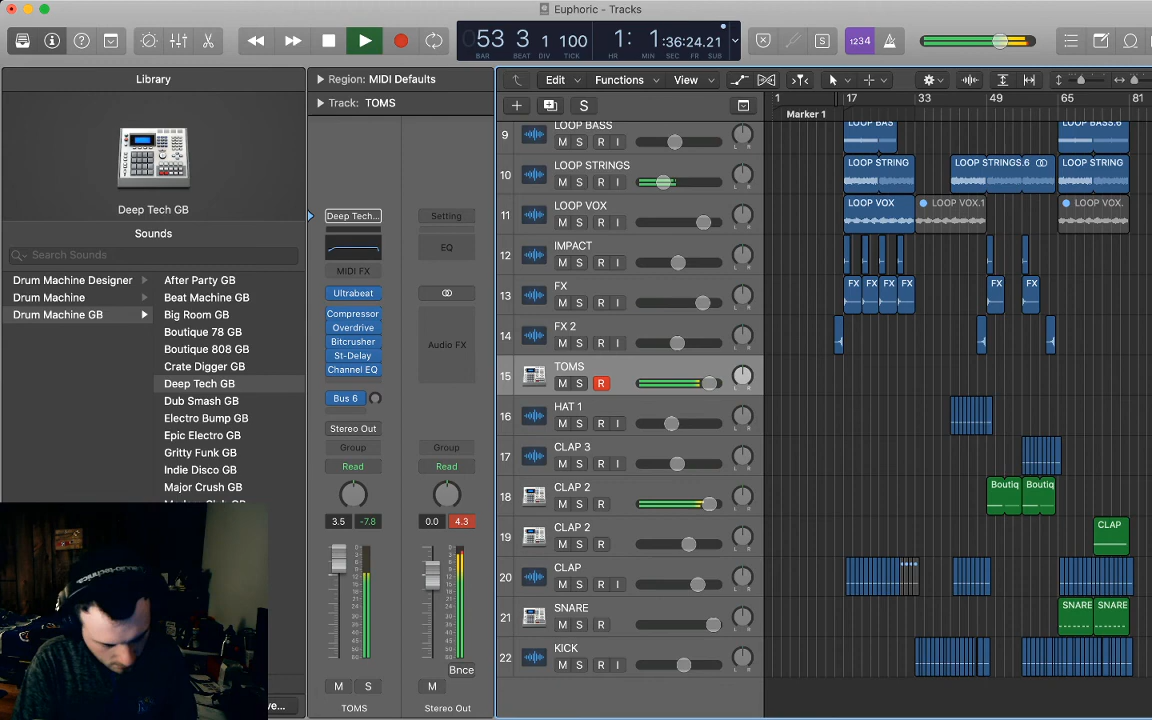 Euphoric - Tracks
53 3 1 100
BAR BEAT DIV TICK
1: 1:36:24.21
HR MIN SEC FR SUB
1234
Library
Region: MIDI Defaults
Track: TOMS
Edit
Functions
View
S
1 17 33 49 65 81
Marker 1
Deep Tech GB
Sounds
Search Sounds
Drum Machine Designer
Drum Machine
Drum Machine GB
After Party GB
Beat Machine GB
Big Room GB
Boutique 78 GB
Boutique 808 GB
Crate Digger GB
Deep Tech GB
Dub Smash GB
Electro Bump GB
Epic Electro GB
Gritty Funk GB
Indie Disco GB
Major Crush GB
Deep Tech...
Setting
EQ
MIDI FX
Ultrabeat
Compressor
Overdrive
Bitcrusher
St-Delay
Channel EQ
Audio FX
Bus 6
Stereo Out
Group
Group
Read
Read
3.5 -7.8
0.0 4.3
Bnce
M S
M
TOMS
Stereo Out
9 LOOP BASS
M S R I
LOOP BAS
LOOP BASS.6
10 LOOP STRINGS
M S R I
LOOP STRING
LOOP STRINGS.6
LOOP STRING
11 LOOP VOX
M S R I
LOOP VOX
LOOP VOX.1
LOOP VOX.
12 IMPACT
M S R I
13 FX
M S R I
FX FX FX FX FX FX
14 FX 2
M S R I
15 TOMS
M S R
16 HAT 1
M S R I
17 CLAP 3
M S R I
18 CLAP 2
M S R I
Boutiq Boutiq
19 CLAP 2
M S R
CLAP
20 CLAP
M S R I
21 SNARE
M S R
SNARE SNARE
22 KICK
M S R I